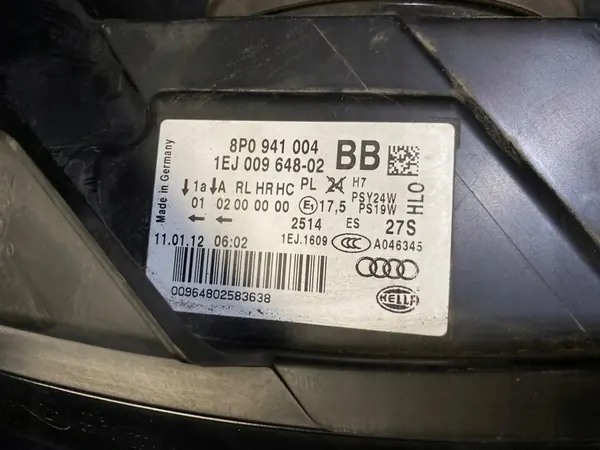 8P0 941 004 BB
1EJ 009 648-02
1a A RL HR HC PL 24 H7
01 02 00 00 00 E1 17,5 PSY24W
PS19W
HLO
2514 ES 27S
11.01.12 06:02 1EJ.1609 CCC A046345
00964802583638
HELLA
Made in Germany